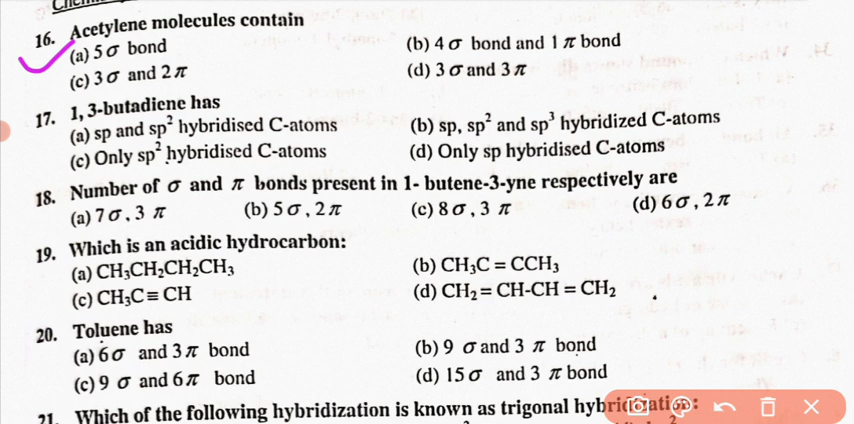 16. Acetylene molecules contain
(a) 5 σ bond (b) 4 σ bond and 1 π bond
(c) 3 σ and 2 π (d) 3 σ and 3 π
17. 1, 3-butadiene has
(a) sp and sp² hybridised C-atoms (b) sp, sp² and sp³ hybridized C-atoms
(c) Only sp² hybridised C-atoms (d) Only sp hybridised C-atoms
18. Number of σ and π bonds present in 1- butene-3-yne respectively are
(a) 7 σ, 3 π (b) 5 σ, 2 π (c) 8 σ, 3 π (d) 6 σ, 2 π
19. Which is an acidic hydrocarbon:
(a) CH₃CH₂CH₂CH₃ (b) CH₃C = CCH₃
(c) CH₃C ≡ CH (d) CH₂ = CH-CH = CH₂
20. Toluene has
(a) 6 σ and 3 π bond (b) 9 σ and 3 π bond
(c) 9 σ and 6 π bond (d) 15 σ and 3 π bond
21. Which of the following hybridization is known as trigonal hybridization: